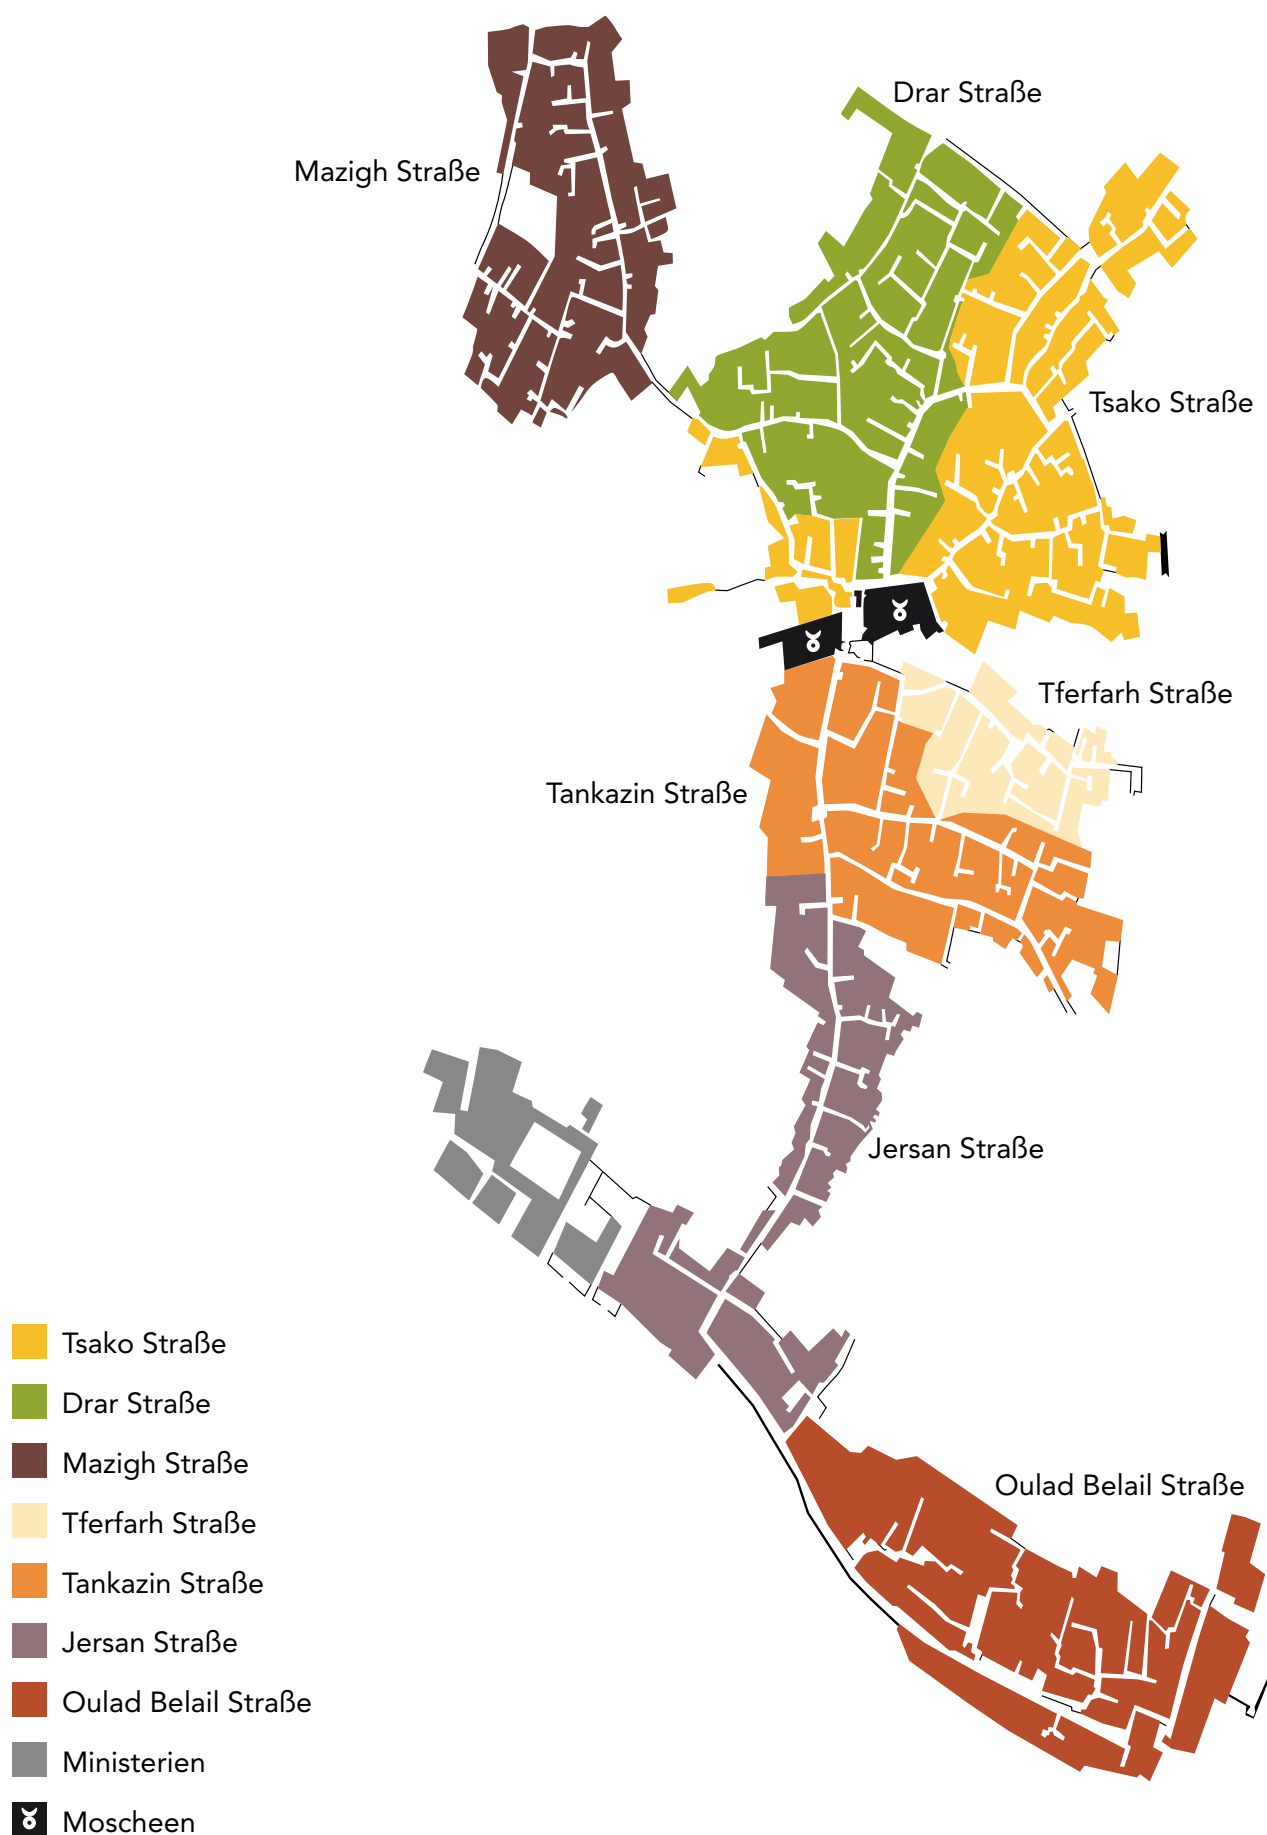 Drar Straße
Mazigh Straße
Tsako Straße
Tferfarh Straße
Tankazin Straße
Jersan Straße
Oulad Belail Straße
Tsako Straße
Drar Straße
Mazigh Straße
Tferfarh Straße
Tankazin Straße
Jersan Straße
Oulad Belail Straße
Ministerien
Moscheen